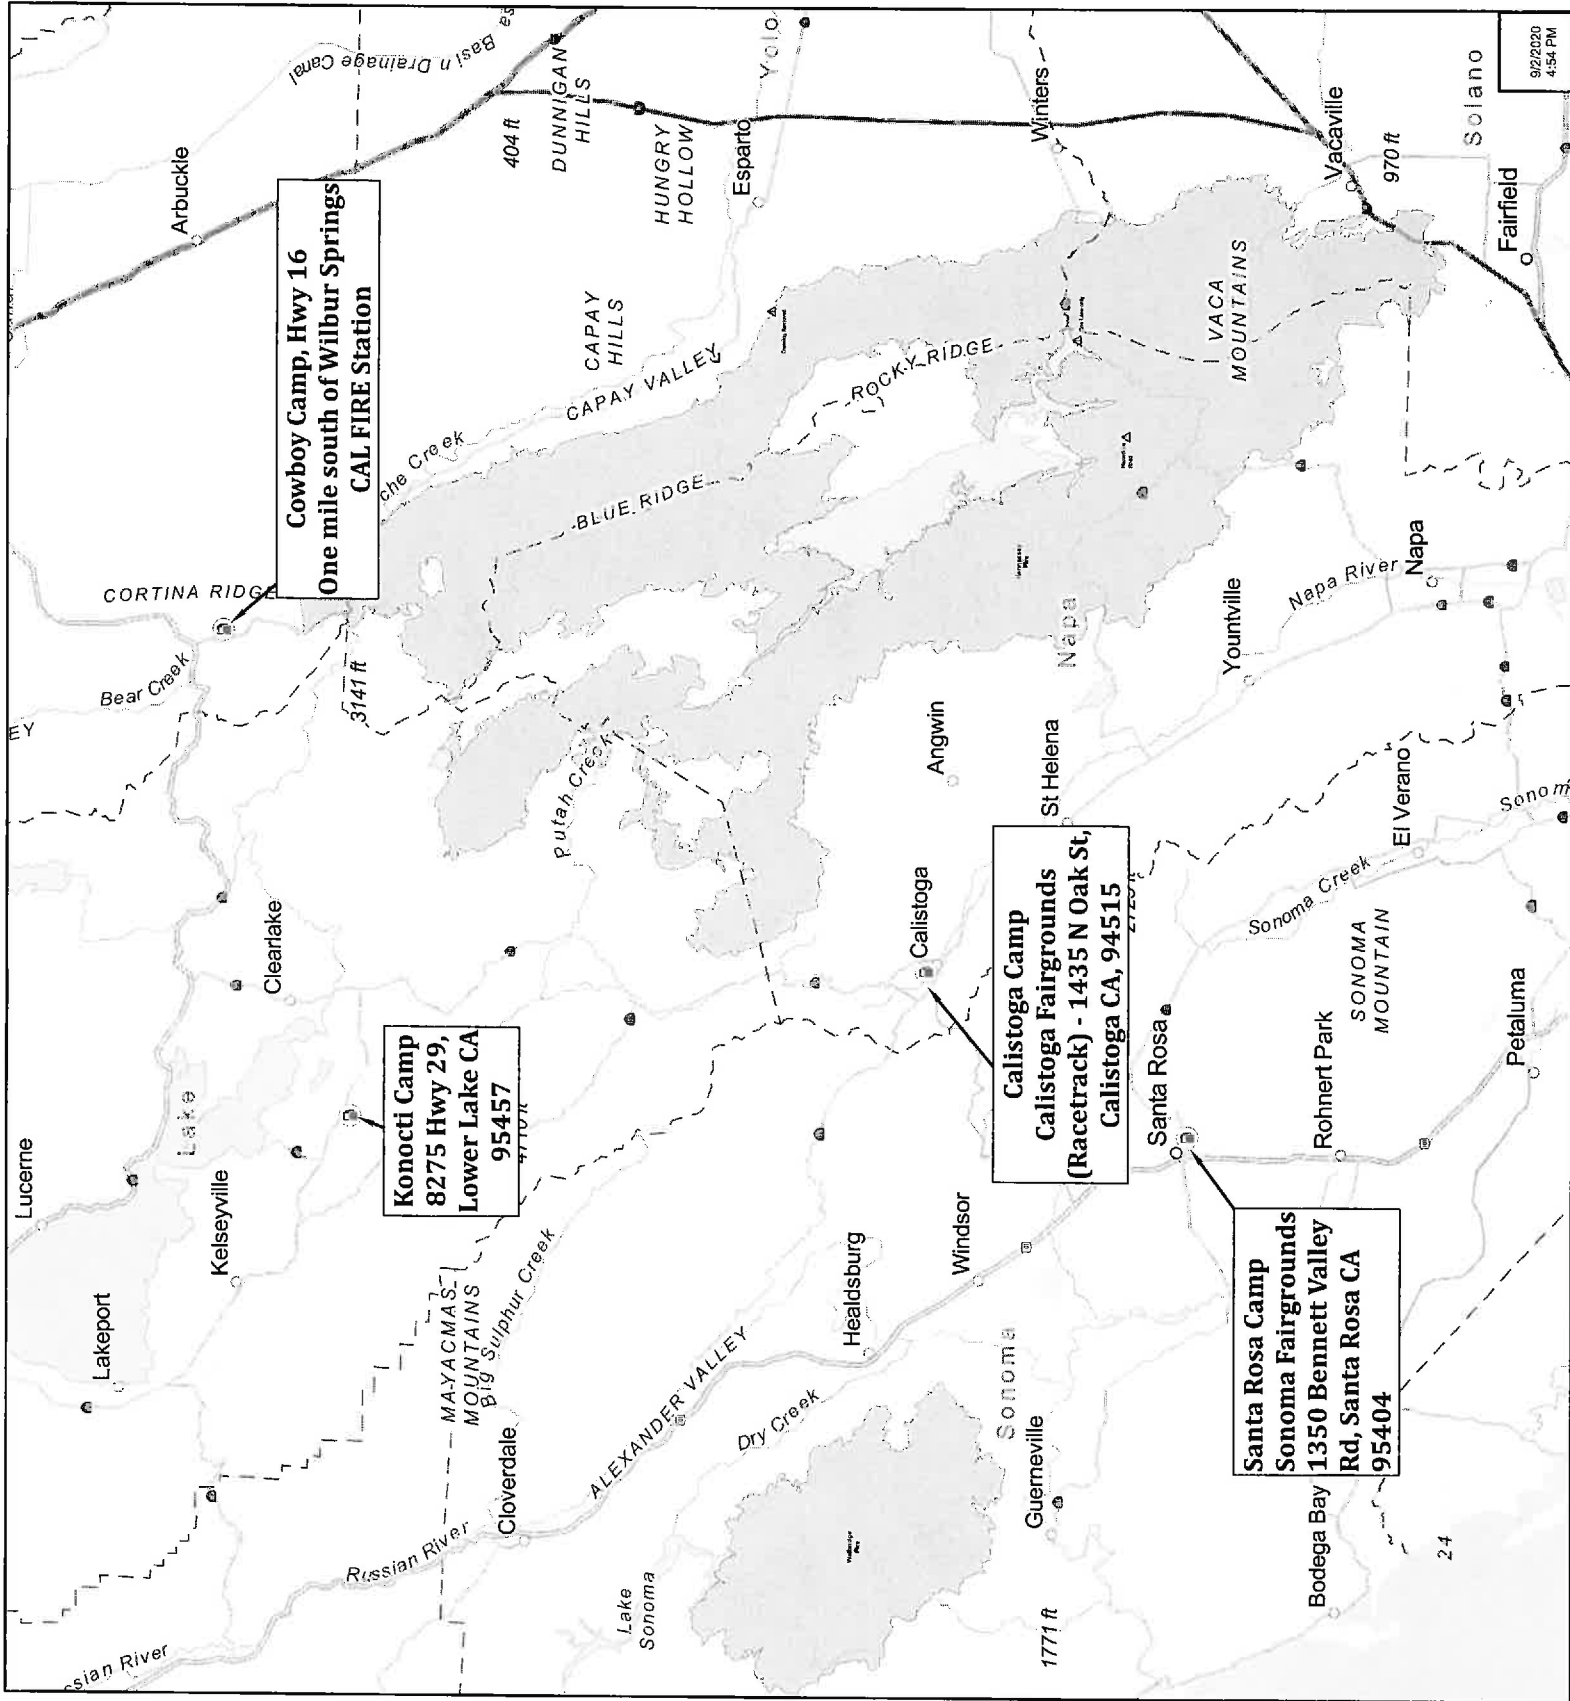 Lucerne
Lakeport
Kelseyville
Lake
Clearlake
EY
Bear Creek
CORTINA RIDGE
Arbuckle
Basin Drainage Canal
Cowboy Camp, Hwy 16
One mile south of Wilbur Springs
CAL FIRE Station
404 ft
DUNNIGAN
HILLS
HUNGRY
HOLLOW
Esparto
Yolo
CAPAY
HILLS
CAPAY VALLEY
che Creek
BLUE RIDGE
ROCKY RIDGE
3141 ft
Putah Creek
Konocti Camp
8275 Hwy 29,
Lower Lake CA
95457
MAYACMAS
MOUNTAINS
Big Sulphur Creek
Russian River
ssian River
Cloverdale
ALEXANDER VALLEY
Dry Creek
Lake
Sonoma
Healdsburg
Windsor
Sonoma
Guerneville
1771 ft
Calistoga
Angwin
St Helena
Napa
Calistoga Camp
Calistoga Fairgrounds
(Racetrack) - 1435 N Oak St,
Calistoga CA, 94515
Winters
VACA
MOUNTAINS
Vacaville
970 ft
Solano
Fairfield
Yountville
Napa River
Napa
El Verano
Sonom
Sonoma Creek
SONOMA
MOUNTAIN
Santa Rosa
Rohnert Park
Petaluma
Santa Rosa Camp
Sonoma Fairgrounds
1350 Bennett Valley
Rd, Santa Rosa CA
95404
Bodega Bay
24
9/2/2020
4:54 PM